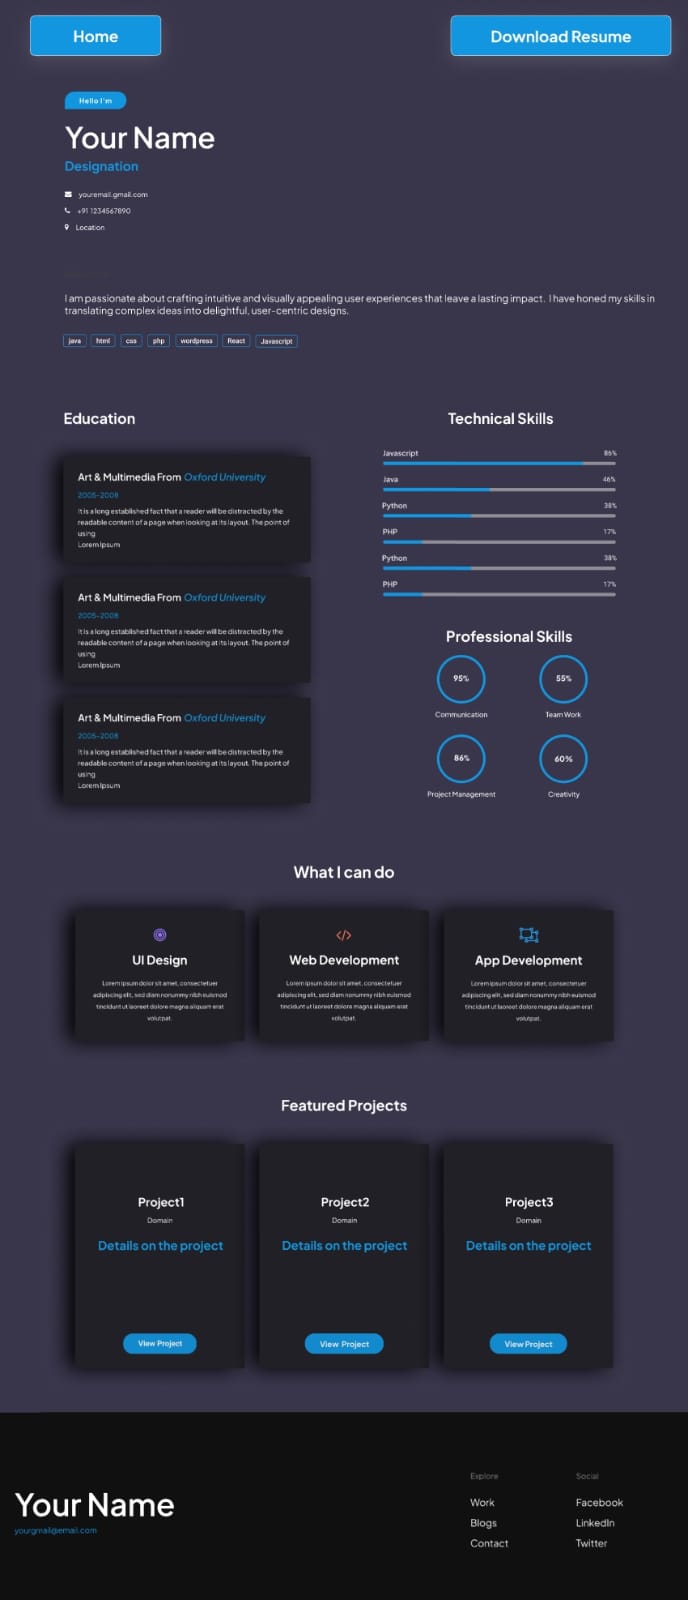 Home
Download Resume
Hello I'm
Your Name
Designation
youremail.gmail.com
+91 1234567890
Location
I am passionate about crafting intuitive and visually appealing user experiences that leave a lasting impact. I have honed my skills in
translating complex ideas into delightful, user-centric designs.
java html css php wordpress React Javascript
Education
Art & Multimedia From Oxford University
2005-2008
It is a long established fact that a reader will be distracted by the
readable content of a page when looking at its layout. The point of
using
Lorem Ipsum
Art & Multimedia From Oxford University
2005-2008
It is a long established fact that a reader will be distracted by the
readable content of a page when looking at its layout. The point of
using
Lorem Ipsum
Art & Multimedia From Oxford University
2005-2008
It is a long established fact that a reader will be distracted by the
readable content of a page when looking at its layout. The point of
using
Lorem Ipsum
Technical Skills
Javascript 86%
Java 46%
Python 38%
PHP 17%
Python 38%
PHP 17%
Professional Skills
95% 55%
Communication Team Work
86% 60%
Project Management Creativity
What I can do
UI Design
Lorem ipsum dolor sit amet, consectetuer
adipiscing elit, sed diam nonummy nibh euismod
tincidunt ut laoreet dolore magna aliquam erat
volutpat.
Web Development
Lorem ipsum dolor sit amet, consectetuer
adipiscing elit, sed diam nonummy nibh euismod
tincidunt ut laoreet dolore magna aliquam erat
volutpat.
App Development
Lorem ipsum dolor sit amet, consectetuer
adipiscing elit, sed diam nonummy nibh euismod
tincidunt ut laoreet dolore magna aliquam erat
volutpat.
Featured Projects
Project1
Domain
Details on the project
View Project
Project2
Domain
Details on the project
View Project
Project3
Domain
Details on the project
View Project
Your Name
yourgmail@email.com
Explore
Work
Blogs
Contact
Social
Facebook
LinkedIn
Twitter